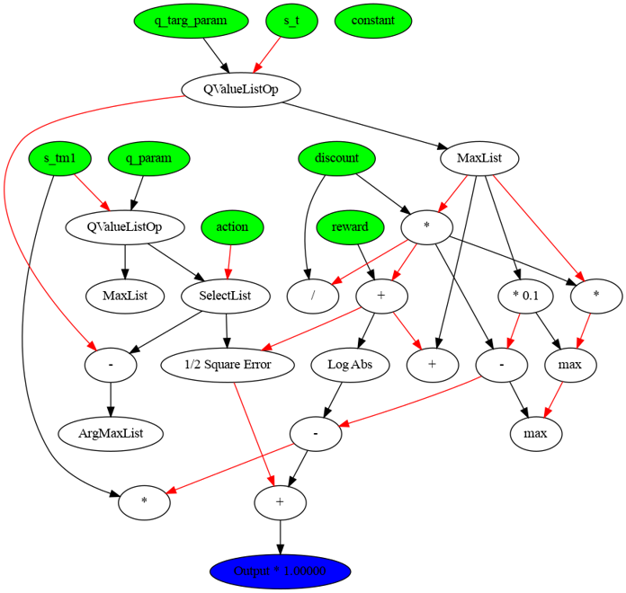 q_targ_param
s_t
constant
QValueListOp
s_tm1
q_param
discount
MaxList
QValueListOp
action
reward
*
MaxList
SelectList
/
+
* 0.1
*
-
1/2 Square Error
Log Abs
+
-
max
ArgMaxList
-
max
*
+
Output * 1.00000